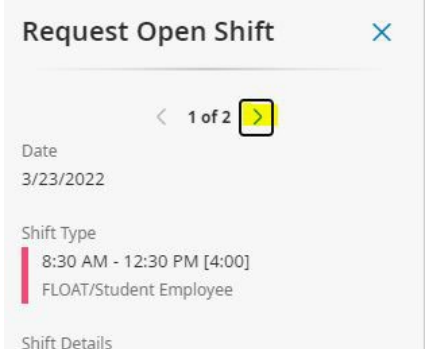 Request Open Shift
1 of 2
Date
3/23/2022
Shift Type
8:30 AM - 12:30 PM [4:00]
FLOAT/Student Employee
Shift Details